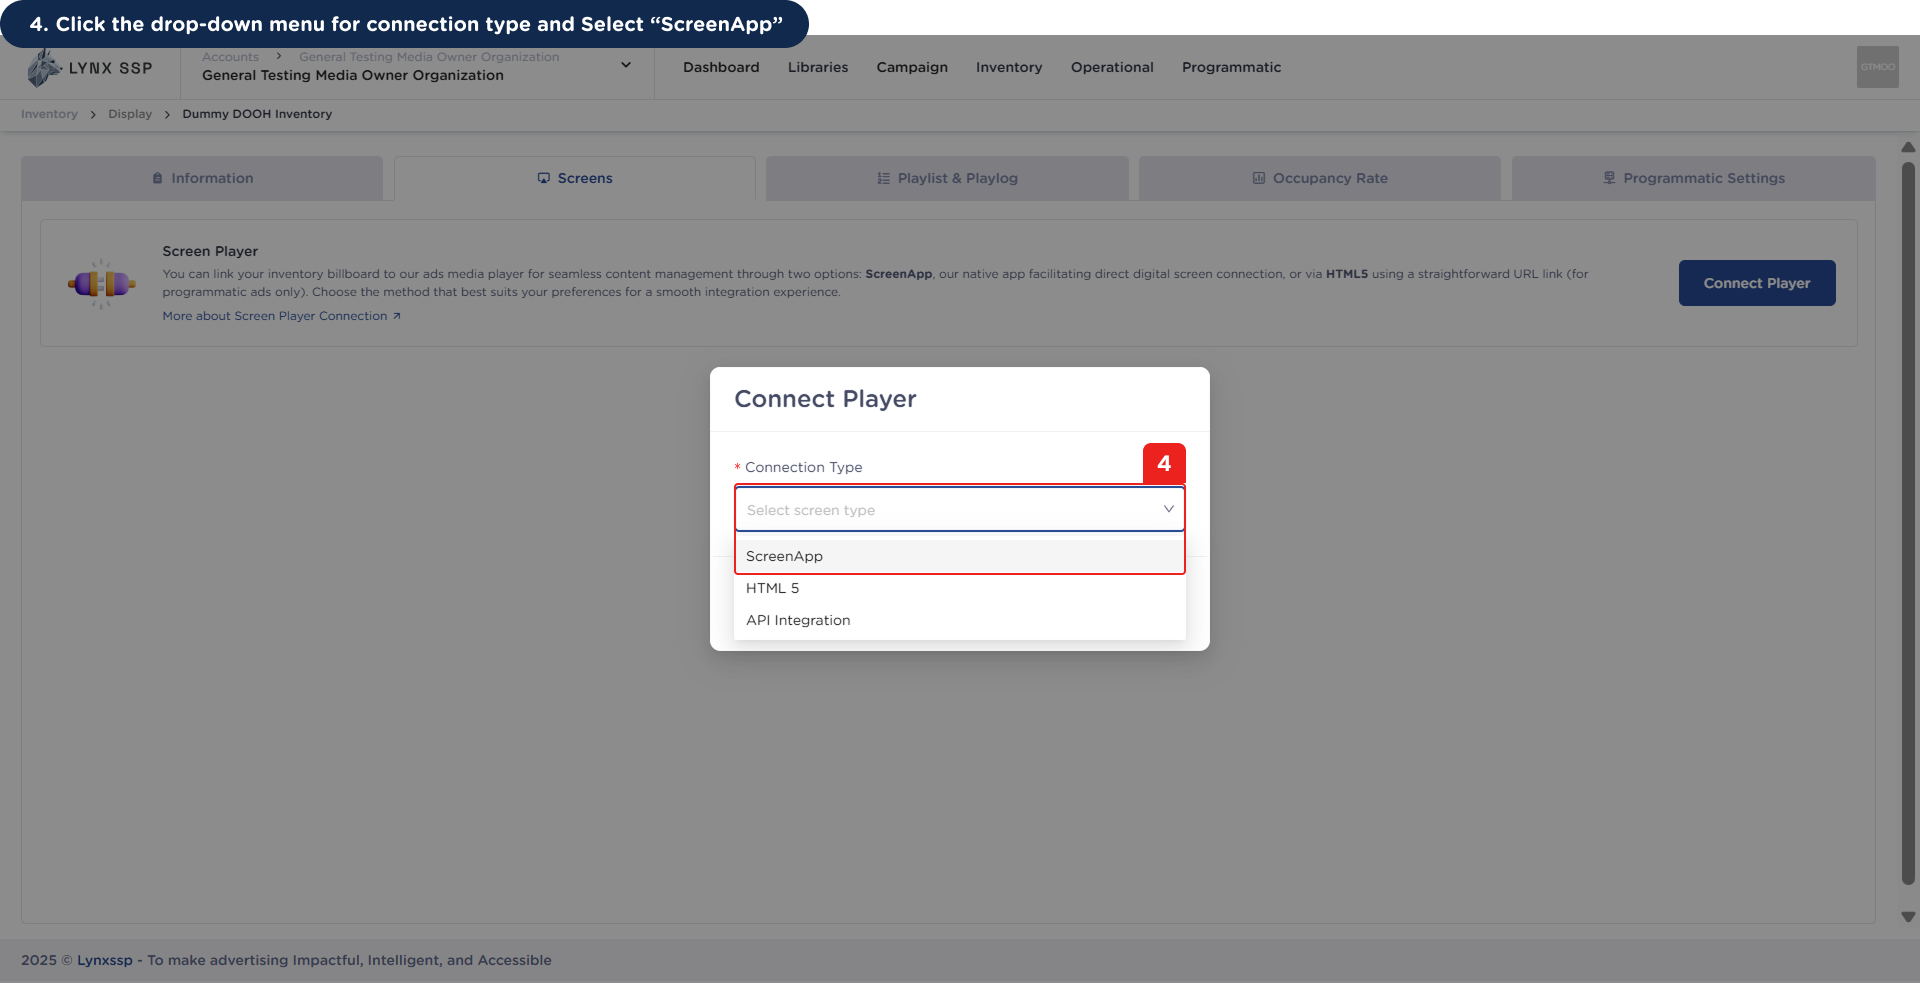 4. Click the drop-down menu for connection type and Select “ScreenApp”
LYNX SSP
Accounts > General Testing Media Owner Organization
General Testing Media Owner Organization
Dashboard Libraries Campaign Inventory Operational Programmatic
GTMOO
Inventory > Display > Dummy DOOH Inventory
Information
Screens
Playlist & Playlog
Occupancy Rate
Programmatic Settings
Screen Player
You can link your inventory billboard to our ads media player for seamless content management through two options: ScreenApp, our native app facilitating direct digital screen connection, or via HTML5 using a straightforward URL link (for
programmatic ads only). Choose the method that best suits your preferences for a smooth integration experience.
More about Screen Player Connection ↗
Connect Player
Connect Player
* Connection Type
4
Select screen type
ScreenApp
HTML 5
API Integration
2025 © Lynxssp - To make advertising Impactful, Intelligent, and Accessible